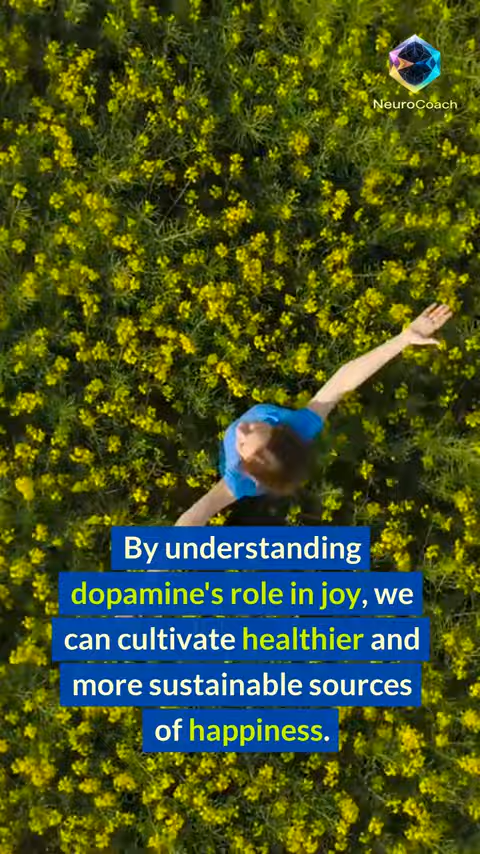 NeuroCoach
By understanding
dopamine's role in joy, we
can cultivate healthier and
more sustainable sources
of happiness.